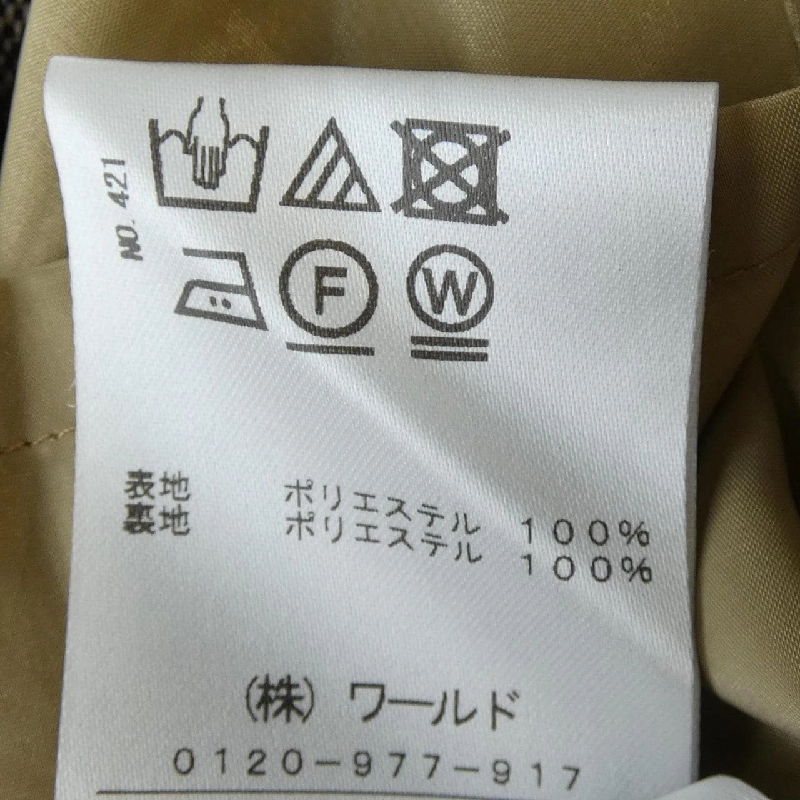 NO. 421
F W
表地 ポリエステル 100%
裏地 ポリエステル 100%
(株) ワールド
0120-977-917